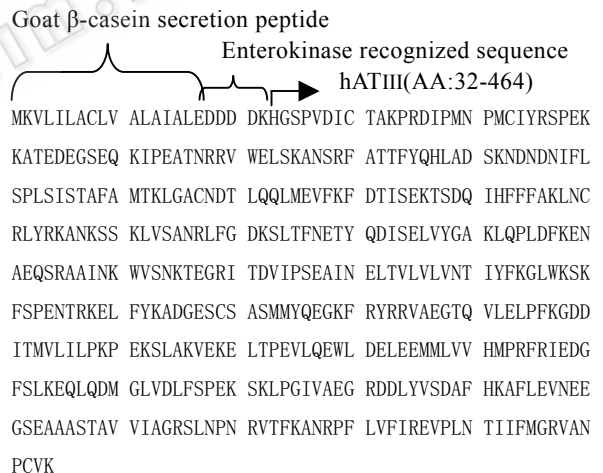 Goat β-casein secretion peptide
Enterokinase recognized sequence
hATIII(AA:32-464)
MKVLILACLV ALAIALEDDD DKHGSPVDIC TAKPRDIPMN PMCIYRSPEK
KATEDEGSEQ KIPEATNRRV WELSKANSRF ATTFYQHLAD SKNDNDNIFL
SPLSISTAFA MTKLGACNDT LQQLMEVFKF DTISEKTSDQ IHFFFAKLNC
RLYRKANKSS KLVSANRLFG DKSLTFNETY QDISELVYGA KLQPLDFKEN
AEQSRAAINK WVSNKTEGRI TDVIPSEAIN ELTVLVLVNT IYFKGLWKSK
FSPENTRKEL FYKADGESCS ASMMYQEGKF RYRRVAEGTQ VLELPFKGDD
ITMVLILPKP EKSLAKVEKE LTPEVLQEWL DELEEMMLVV HMPRFRIEDG
FSLKEQLQDM GLVDLFSPEK SKLPGIVAEG RDDLYVSDAF HKAFLEVNEE
GSEAAASTAV VIAGRSLNPN RVTFKANRPF LVFIREVPLN TIIFMGRVAN
PCVK